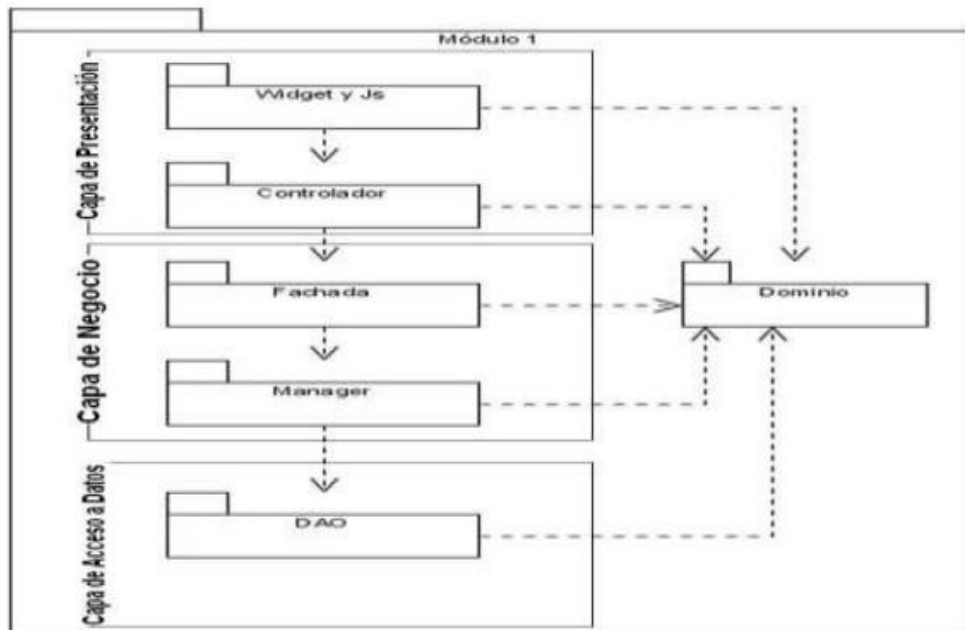 Módulo 1
Capa de Presentación
Widget y Js
Controlador
Capa de Negocio
Fachada
Dominio
Manager
Capa de Acceso a Datos
DAO